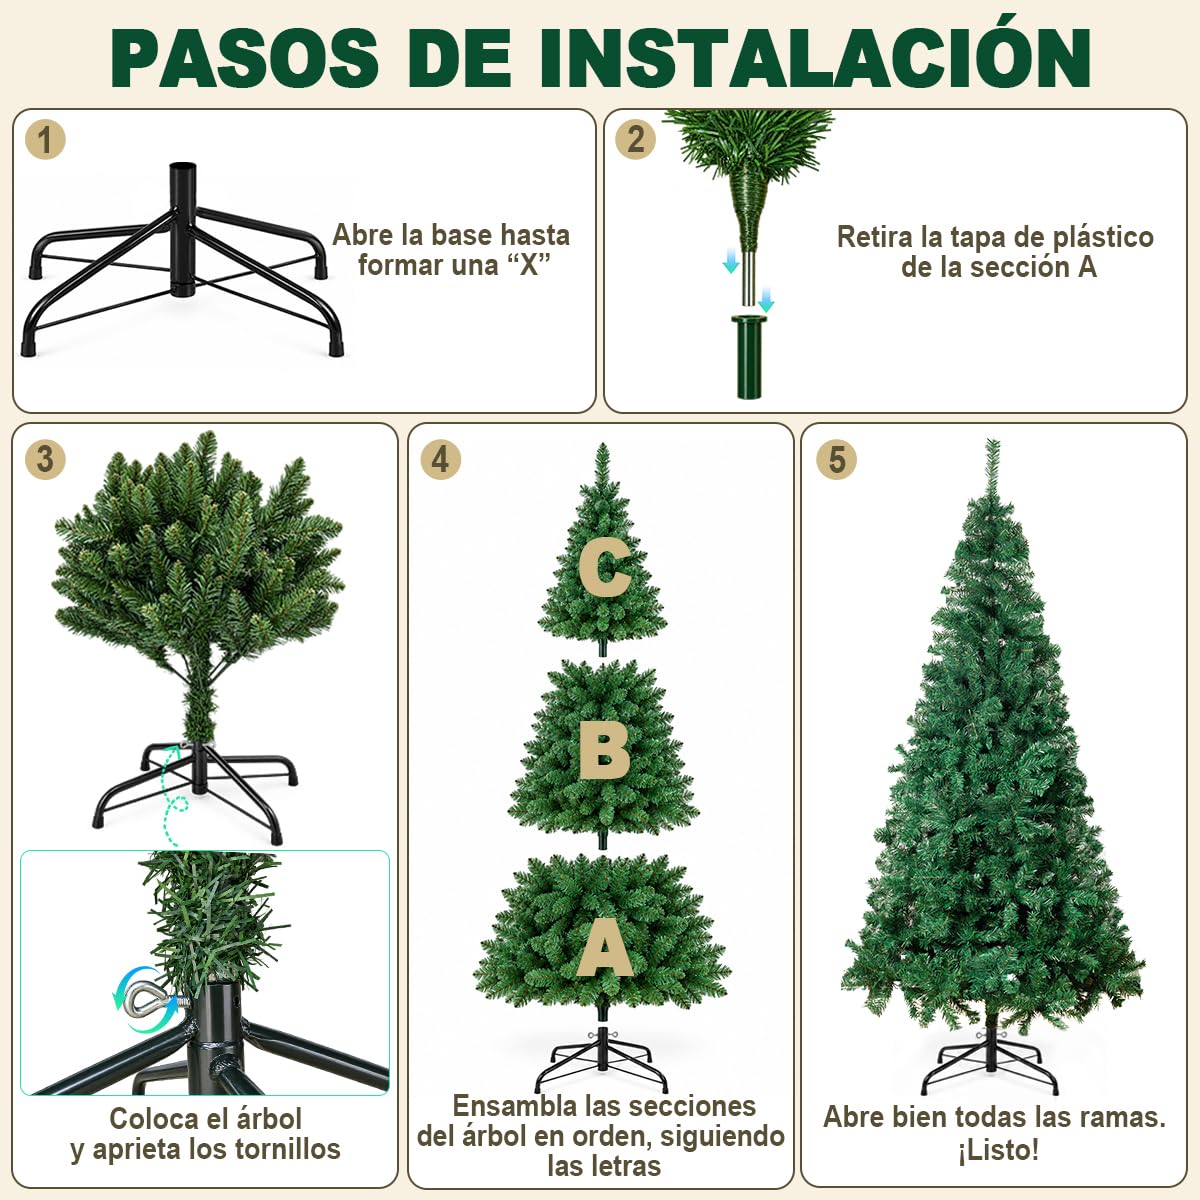 PASOS DE INSTALACIÓN
1
Abre la base hasta
formar una “X”
2
Retira la tapa de plástico
de la sección A
3
Coloca el árbol
y aprieta los tornillos
4
C
B
A
Ensambla las secciones
del árbol en orden, siguiendo
las letras
5
Abre bien todas las ramas.
¡Listo!